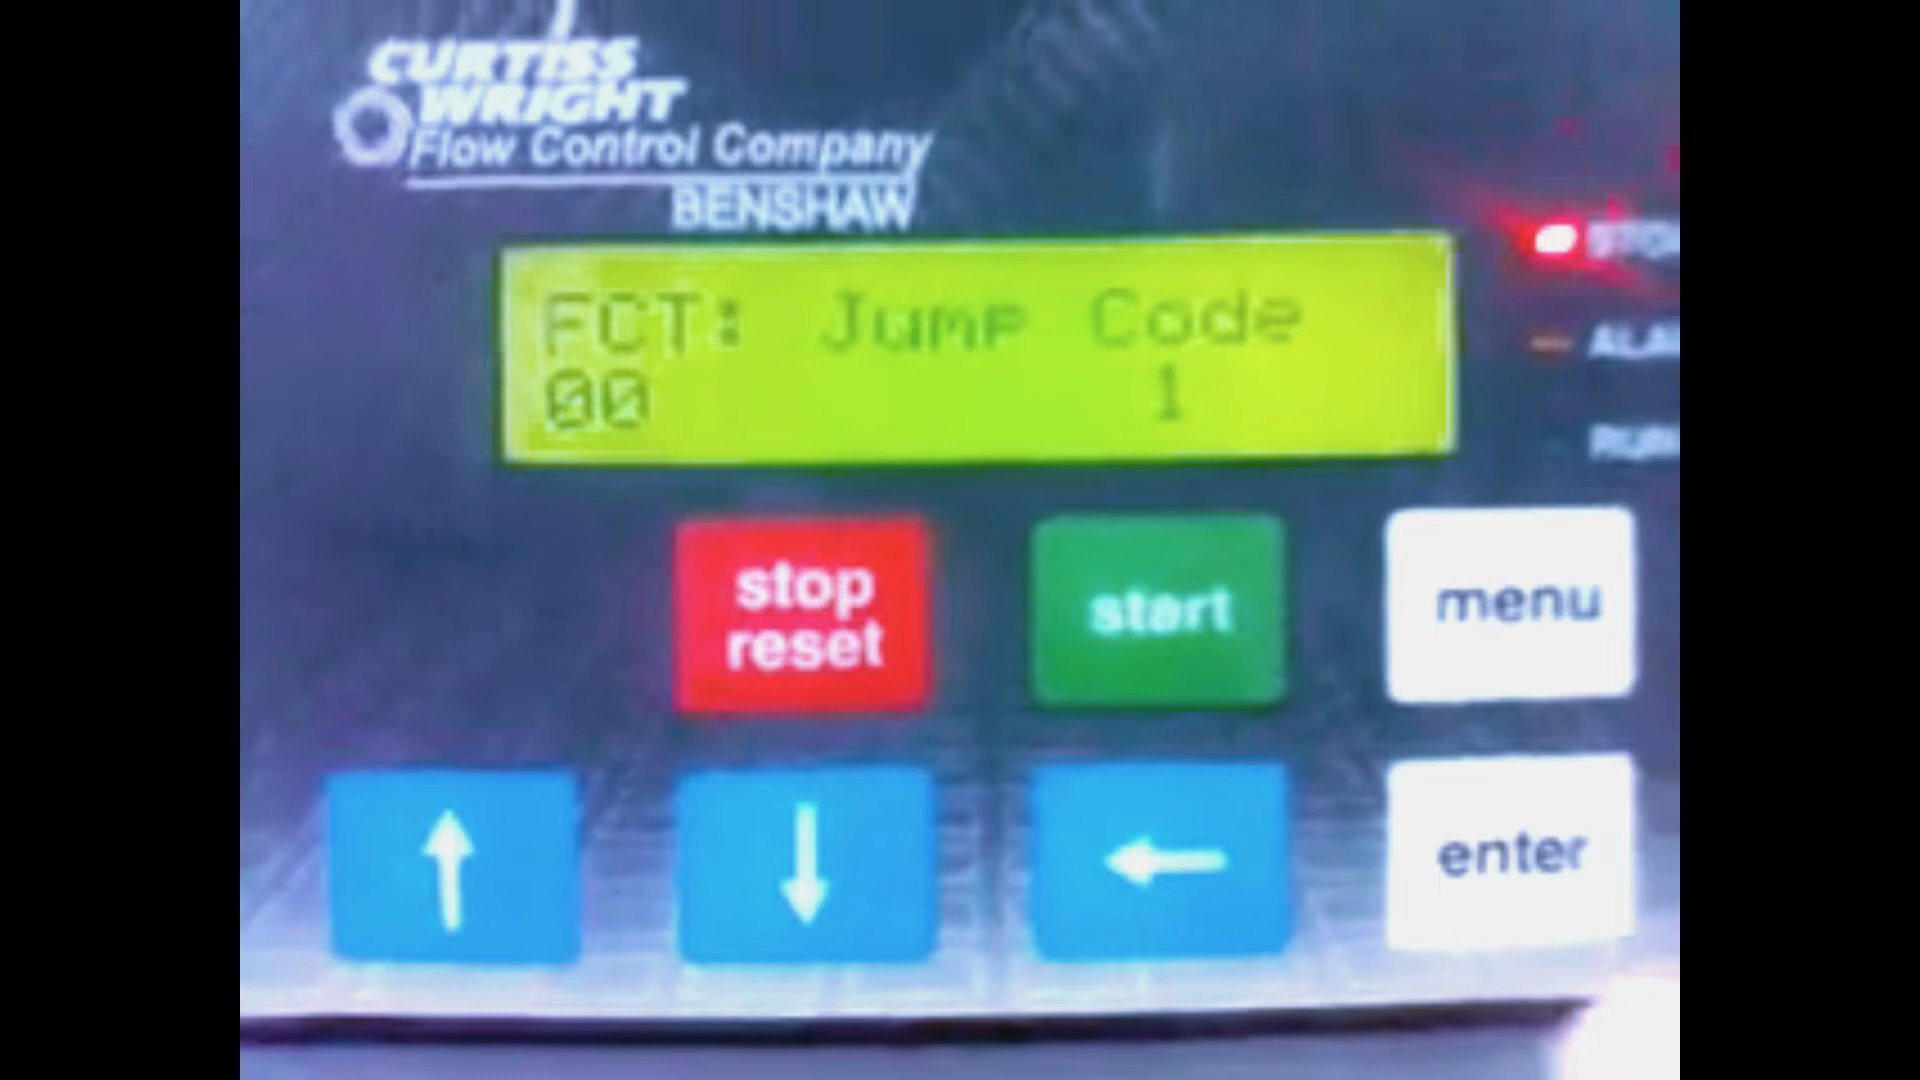 CURTISS
WRIGHT
Flow Control Company
BENSHAW
FCT: Jump Code
00 1
stop
reset
start
menu
enter